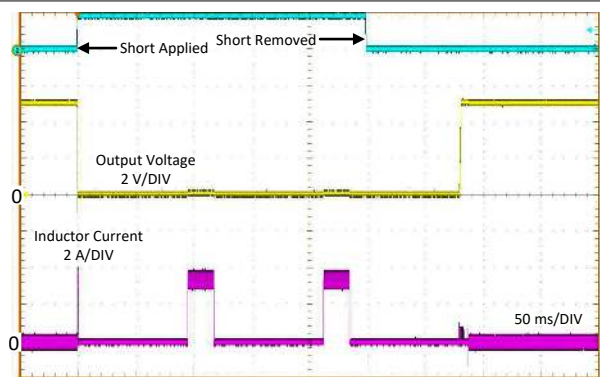 Short Applied
Short Removed
Output Voltage
2 V/DIV
0
Inductor Current
2 A/DIV
50 ms/DIV
0